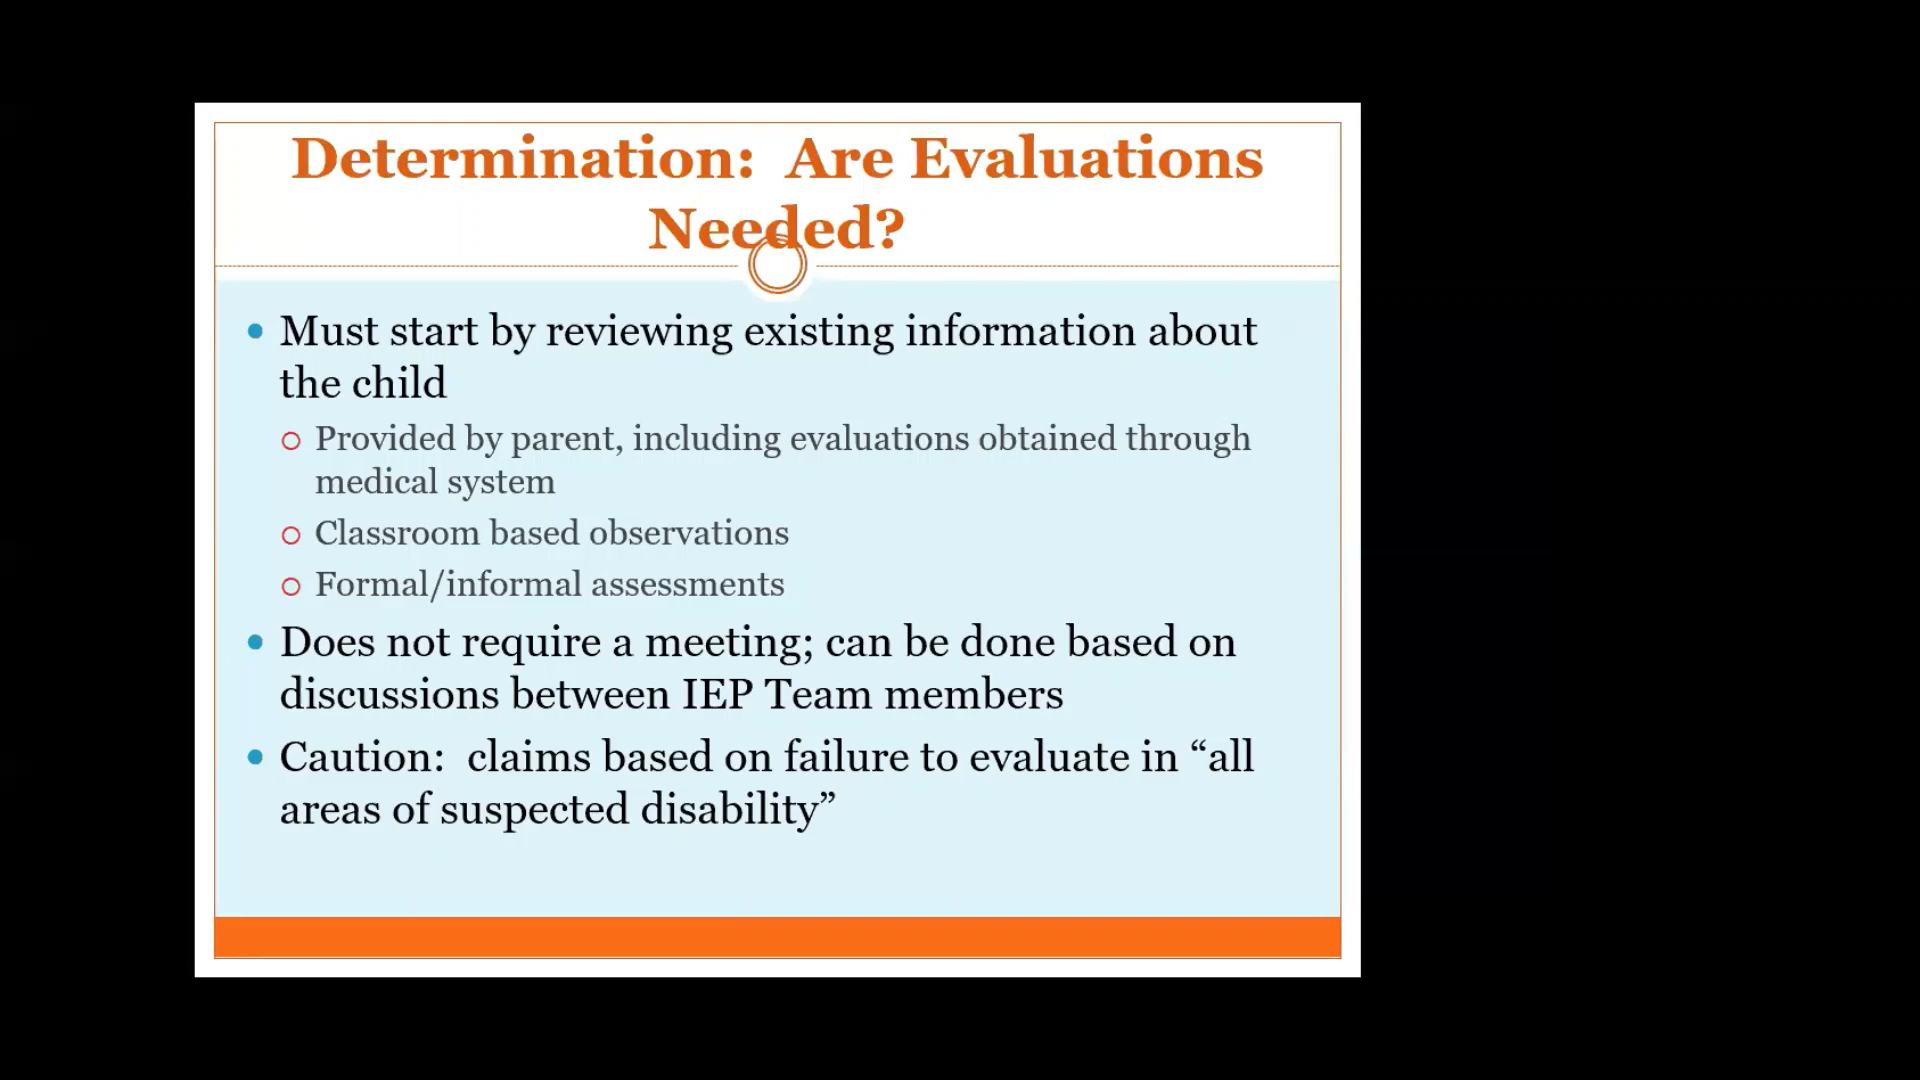 Determination:  Are Evaluations
Needed?
• Must start by reviewing existing information about
the child
○ Provided by parent, including evaluations obtained through
medical system
○ Classroom based observations
○ Formal/informal assessments
• Does not require a meeting; can be done based on
discussions between IEP Team members
• Caution:  claims based on failure to evaluate in “all
areas of suspected disability”